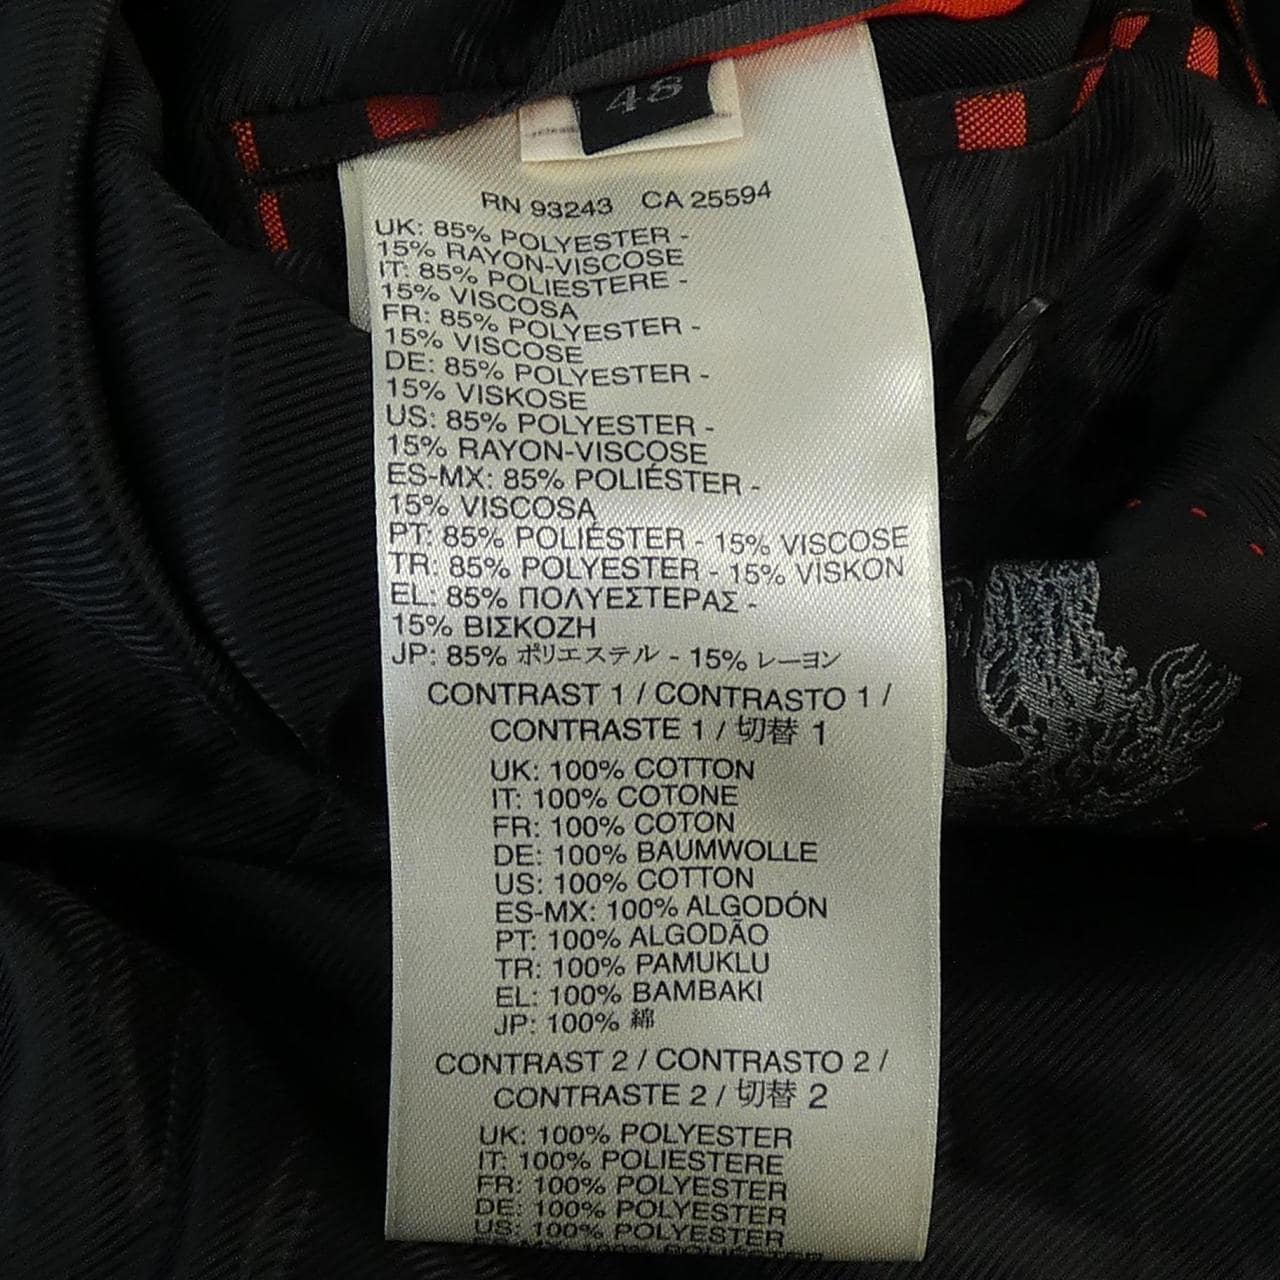 48
RN 93243 CA 25594
UK: 85% POLYESTER -
15% RAYON-VISCOSE
IT: 85% POLIESTERE -
15% VISCOSA
FR: 85% POLYESTER -
15% VISCOSE
DE: 85% POLYESTER -
15% VISKOSE
US: 85% POLYESTER -
15% RAYON-VISCOSE
ES-MX: 85% POLIÉSTER -
15% VISCOSA
PT: 85% POLIÉSTER - 15% VISCOSE
TR: 85% POLYESTER - 15% VISKON
EL: 85% ΠΟΛΥΕΣΤΕΡΑΣ -
15% ΒΙΣΚΟΖΗ
JP: 85% ポリエステル - 15% レーヨン
CONTRAST 1 / CONTRASTO 1 /
CONTRASTE 1 / 切替 1
UK: 100% COTTON
IT: 100% COTONE
FR: 100% COTON
DE: 100% BAUMWOLLE
US: 100% COTTON
ES-MX: 100% ALGODÓN
PT: 100% ALGODÃO
TR: 100% PAMUKLU
EL: 100% ΒΑΜΒΑΚΙ
JP: 100% 綿
CONTRAST 2 / CONTRASTO 2 /
CONTRASTE 2 / 切替 2
UK: 100% POLYESTER
IT: 100% POLIESTERE
FR: 100% POLYESTER
DE: 100% POLYESTER
US: 100% POLYESTER
ES-MX: 100% POLIÉSTER